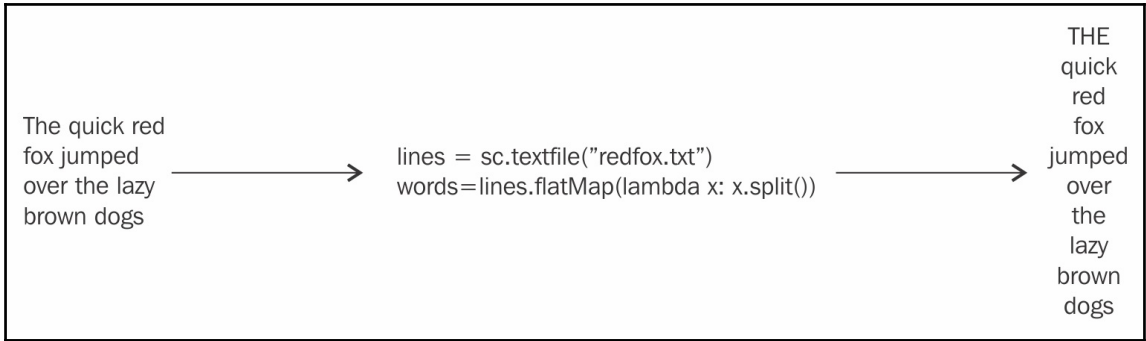 The quick red
fox jumped
over the lazy
brown dogs
lines = sc.textfile("redfox.txt")
words=lines.flatMap(lambda x: x.split())
THE
quick
red
fox
jumped
over
the
lazy
brown
dogs